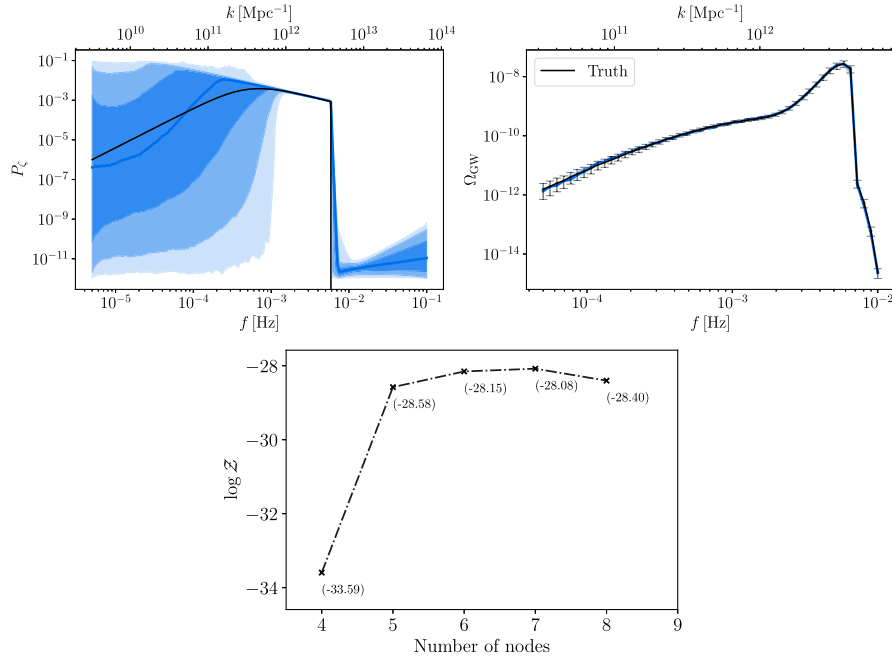 k [Mpc⁻¹]
10¹⁰ 10¹¹ 10¹² 10¹³ 10¹⁴
10⁻¹
10⁻³
10⁻⁵
10⁻⁷
10⁻⁹
10⁻¹¹
P_ζ
10⁻⁵ 10⁻⁴ 10⁻³ 10⁻² 10⁻¹
f [Hz]
k [Mpc⁻¹]
10¹¹ 10¹²
Truth
10⁻⁸
10⁻¹⁰
10⁻¹²
10⁻¹⁴
Ω_GW
10⁻⁴ 10⁻³ 10⁻²
f [Hz]
−28
−30
−32
−34
log 𝒵
(-33.59)
(-28.58)
(-28.15)
(-28.08)
(-28.40)
4 5 6 7 8 9
Number of nodes